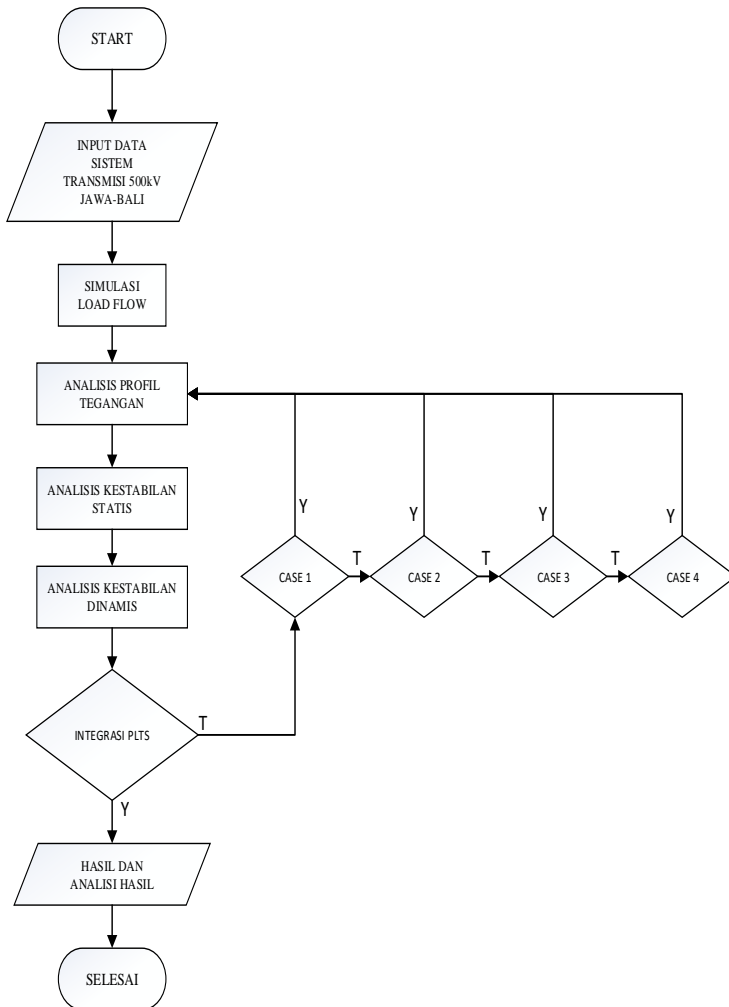 START
INPUT DATA
SISTEM
TRANSMISI 500kV
JAWA-BALI
SIMULASI
LOAD FLOW
ANALISIS PROFIL
TEGANGAN
ANALISIS KESTABILAN
STATIS
ANALISIS KESTABILAN
DINAMIS
INTEGRASI PLTS
T
Y
CASE 1
Y
T
CASE 2
Y
T
CASE 3
Y
T
CASE 4
Y
HASIL DAN
ANALISI HASIL
SELESAI